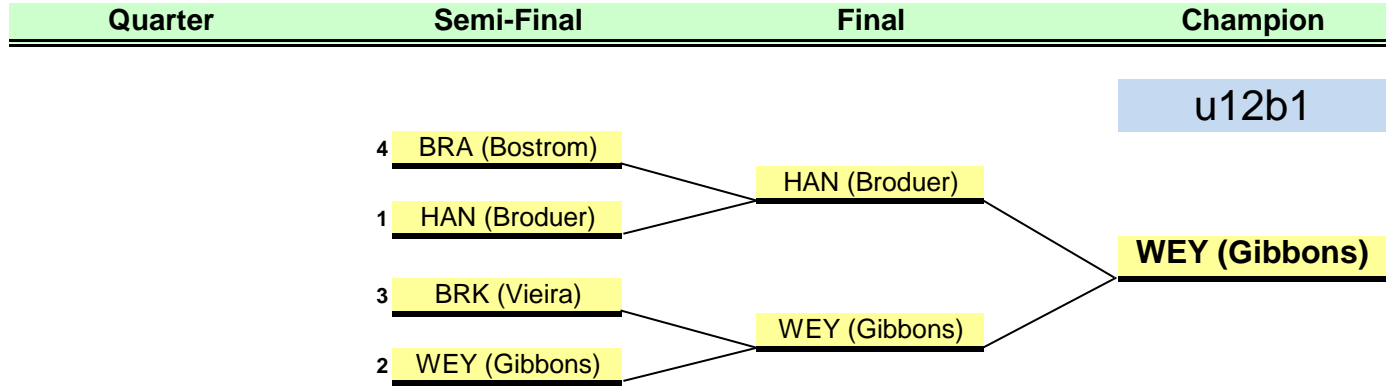 Quarter Semi-Final Final Champion
u12b1
4 BRA (Bostrom)
HAN (Broduer)
1 HAN (Broduer)
WEY (Gibbons)
3 BRK (Vieira)
WEY (Gibbons)
2 WEY (Gibbons)